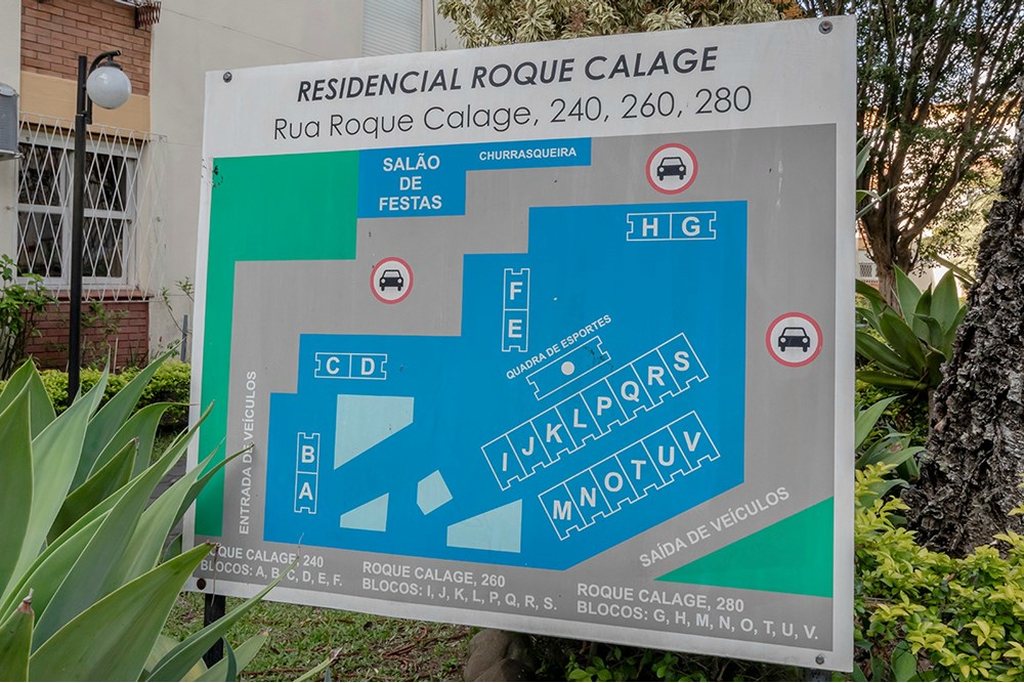 RESIDENCIAL ROQUE CALAGE
Rua Roque Calage, 240, 260, 280
SALÃO
DE
FESTAS
CHURRASQUEIRA
H G
F
E
QUADRA DE ESPORTES
C D
I J K L P Q R S
B
A
M N O T U V
ENTRADA DE VEÍCULOS
SAÍDA DE VEÍCULOS
ROQUE CALAGE, 240
BLOCOS: A, B, C, D, E, F.
ROQUE CALAGE, 260
BLOCOS: I, J, K, L, P, Q, R, S.
ROQUE CALAGE, 280
BLOCOS: G, H, M, N, O, T, U, V.